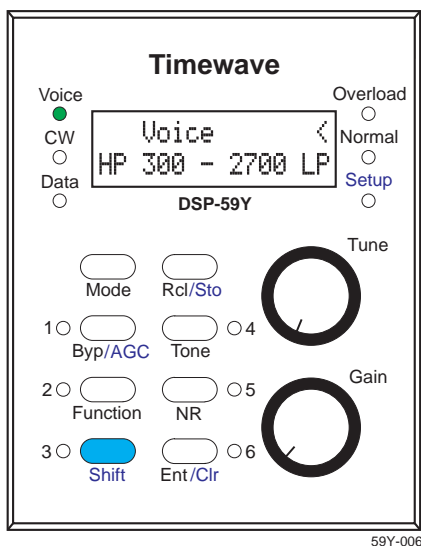 Timewave
Voice
Overload
CW
Normal
Data
Setup
Voice <
HP 300 - 2700 LP
DSP-59Y
Tune
Mode
Rcl/Sto
1
4
Byp/AGC
Tone
Gain
2
5
Function
NR
3
6
Shift
Ent/Clr
59Y-006